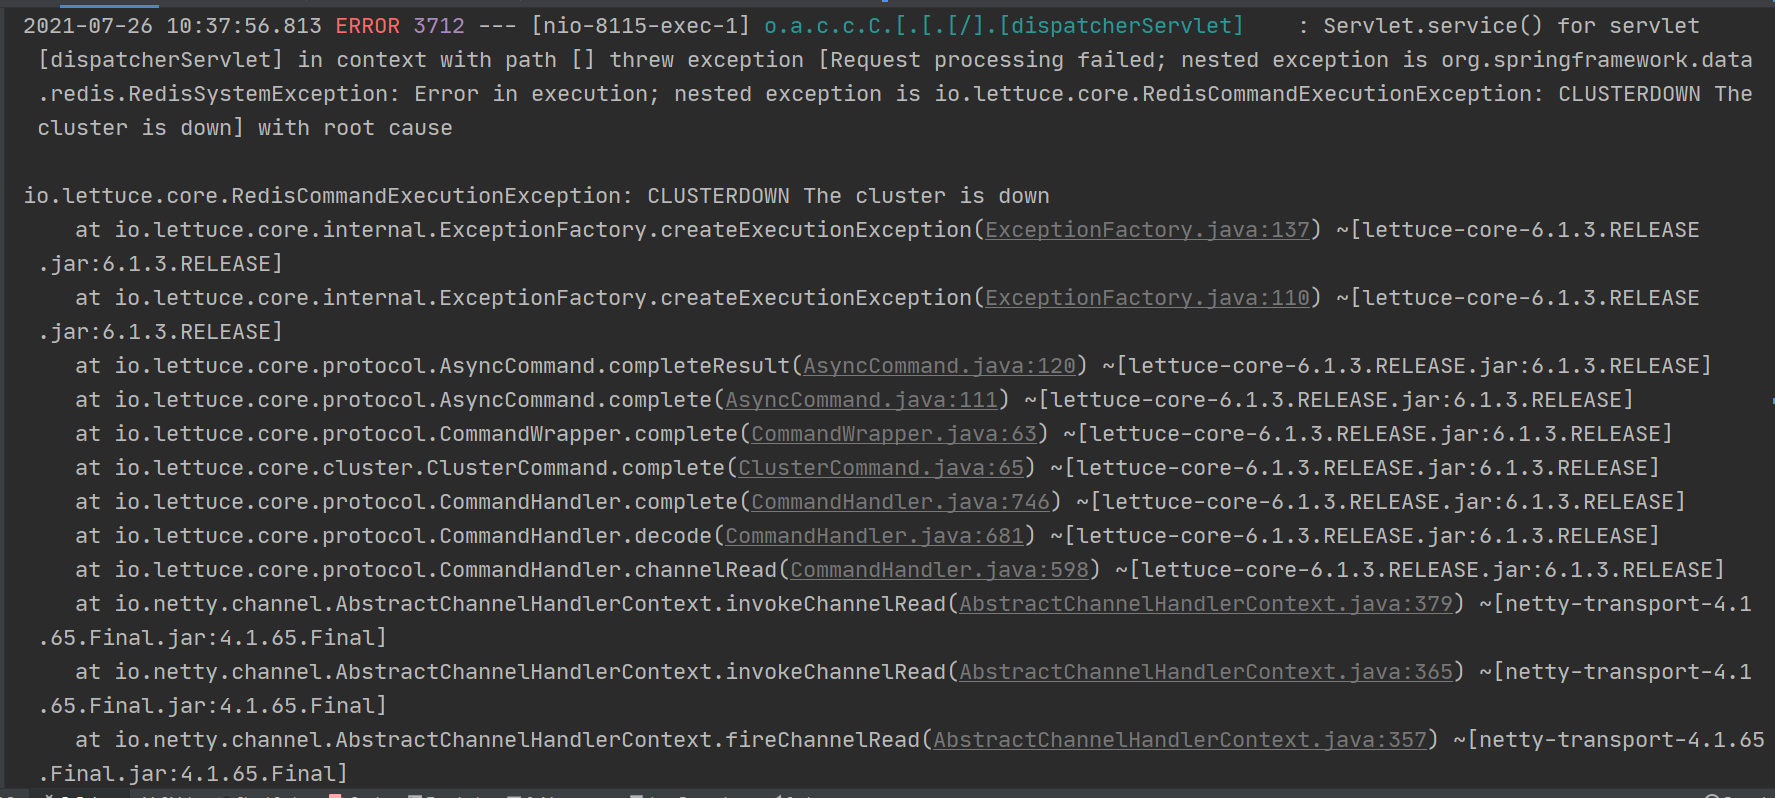 2021-07-26 10:37:56.813 ERROR 3712 --- [nio-8115-exec-1] o.a.c.c.C.[.[.[/].[dispatcherServlet]    : Servlet.service() for servlet
[dispatcherServlet] in context with path [] threw exception [Request processing failed; nested exception is org.springframework.data
.redis.RedisSystemException: Error in execution; nested exception is io.lettuce.core.RedisCommandExecutionException: CLUSTERDOWN The
cluster is down] with root cause

io.lettuce.core.RedisCommandExecutionException: CLUSTERDOWN The cluster is down
at io.lettuce.core.internal.ExceptionFactory.createExecutionException(ExceptionFactory.java:137) ~[lettuce-core-6.1.3.RELEASE
.jar:6.1.3.RELEASE]
at io.lettuce.core.internal.ExceptionFactory.createExecutionException(ExceptionFactory.java:110) ~[lettuce-core-6.1.3.RELEASE
.jar:6.1.3.RELEASE]
at io.lettuce.core.protocol.AsyncCommand.completeResult(AsyncCommand.java:120) ~[lettuce-core-6.1.3.RELEASE.jar:6.1.3.RELEASE]
at io.lettuce.core.protocol.AsyncCommand.complete(AsyncCommand.java:111) ~[lettuce-core-6.1.3.RELEASE.jar:6.1.3.RELEASE]
at io.lettuce.core.protocol.CommandWrapper.complete(CommandWrapper.java:63) ~[lettuce-core-6.1.3.RELEASE.jar:6.1.3.RELEASE]
at io.lettuce.core.cluster.ClusterCommand.complete(ClusterCommand.java:65) ~[lettuce-core-6.1.3.RELEASE.jar:6.1.3.RELEASE]
at io.lettuce.core.protocol.CommandHandler.complete(CommandHandler.java:746) ~[lettuce-core-6.1.3.RELEASE.jar:6.1.3.RELEASE]
at io.lettuce.core.protocol.CommandHandler.decode(CommandHandler.java:681) ~[lettuce-core-6.1.3.RELEASE.jar:6.1.3.RELEASE]
at io.lettuce.core.protocol.CommandHandler.channelRead(CommandHandler.java:598) ~[lettuce-core-6.1.3.RELEASE.jar:6.1.3.RELEASE]
at io.netty.channel.AbstractChannelHandlerContext.invokeChannelRead(AbstractChannelHandlerContext.java:379) ~[netty-transport-4.1
.65.Final.jar:4.1.65.Final]
at io.netty.channel.AbstractChannelHandlerContext.invokeChannelRead(AbstractChannelHandlerContext.java:365) ~[netty-transport-4.1
.65.Final.jar:4.1.65.Final]
at io.netty.channel.AbstractChannelHandlerContext.fireChannelRead(AbstractChannelHandlerContext.java:357) ~[netty-transport-4.1.65
.Final.jar:4.1.65.Final]